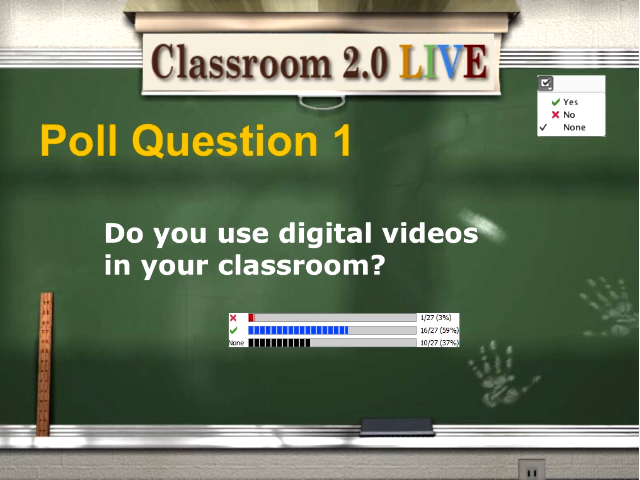 Classroom 2.0 LIVE
Yes
No
None
Poll Question 1
Do you use digital videos
in your classroom?
1/27 (3%)
16/27 (59%)
None 10/27 (37%)